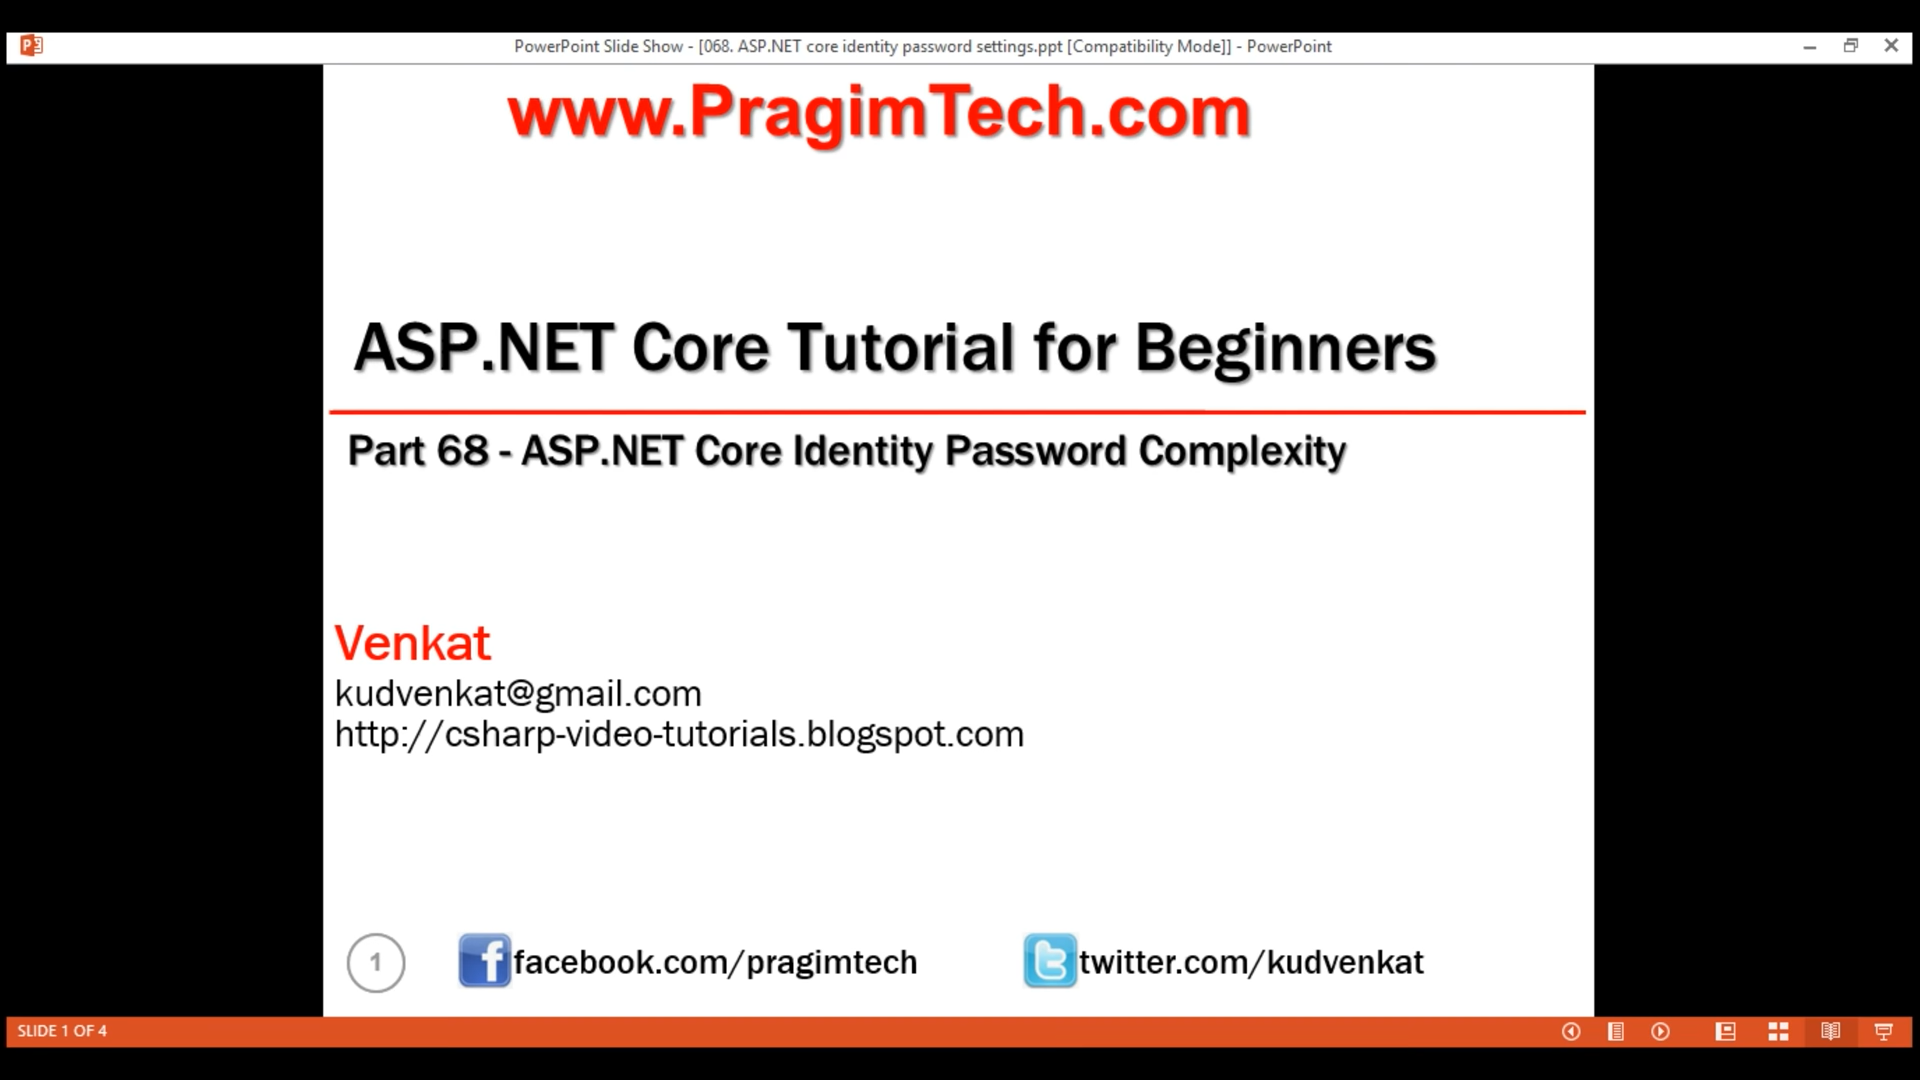 PowerPoint Slide Show - [068. ASP.NET core identity password settings.ppt [Compatibility Mode]] - PowerPoint
www.PragimTech.com
ASP.NET Core Tutorial for Beginners
Part 68 - ASP.NET Core Identity Password Complexity
Venkat
kudvenkat@gmail.com
http://csharp-video-tutorials.blogspot.com
1
facebook.com/pragimtech
twitter.com/kudvenkat
SLIDE 1 OF 4